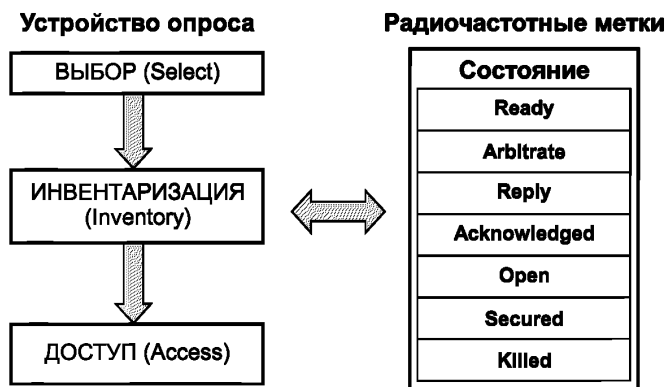 Устройство опроса
ВЫБОР (Select)
ИНВЕНТАРИЗАЦИЯ
(Inventory)
ДОСТУП (Access)
Радиочастотные метки
Состояние
Ready
Arbitrate
Reply
Acknowledged
Open
Secured
Killed